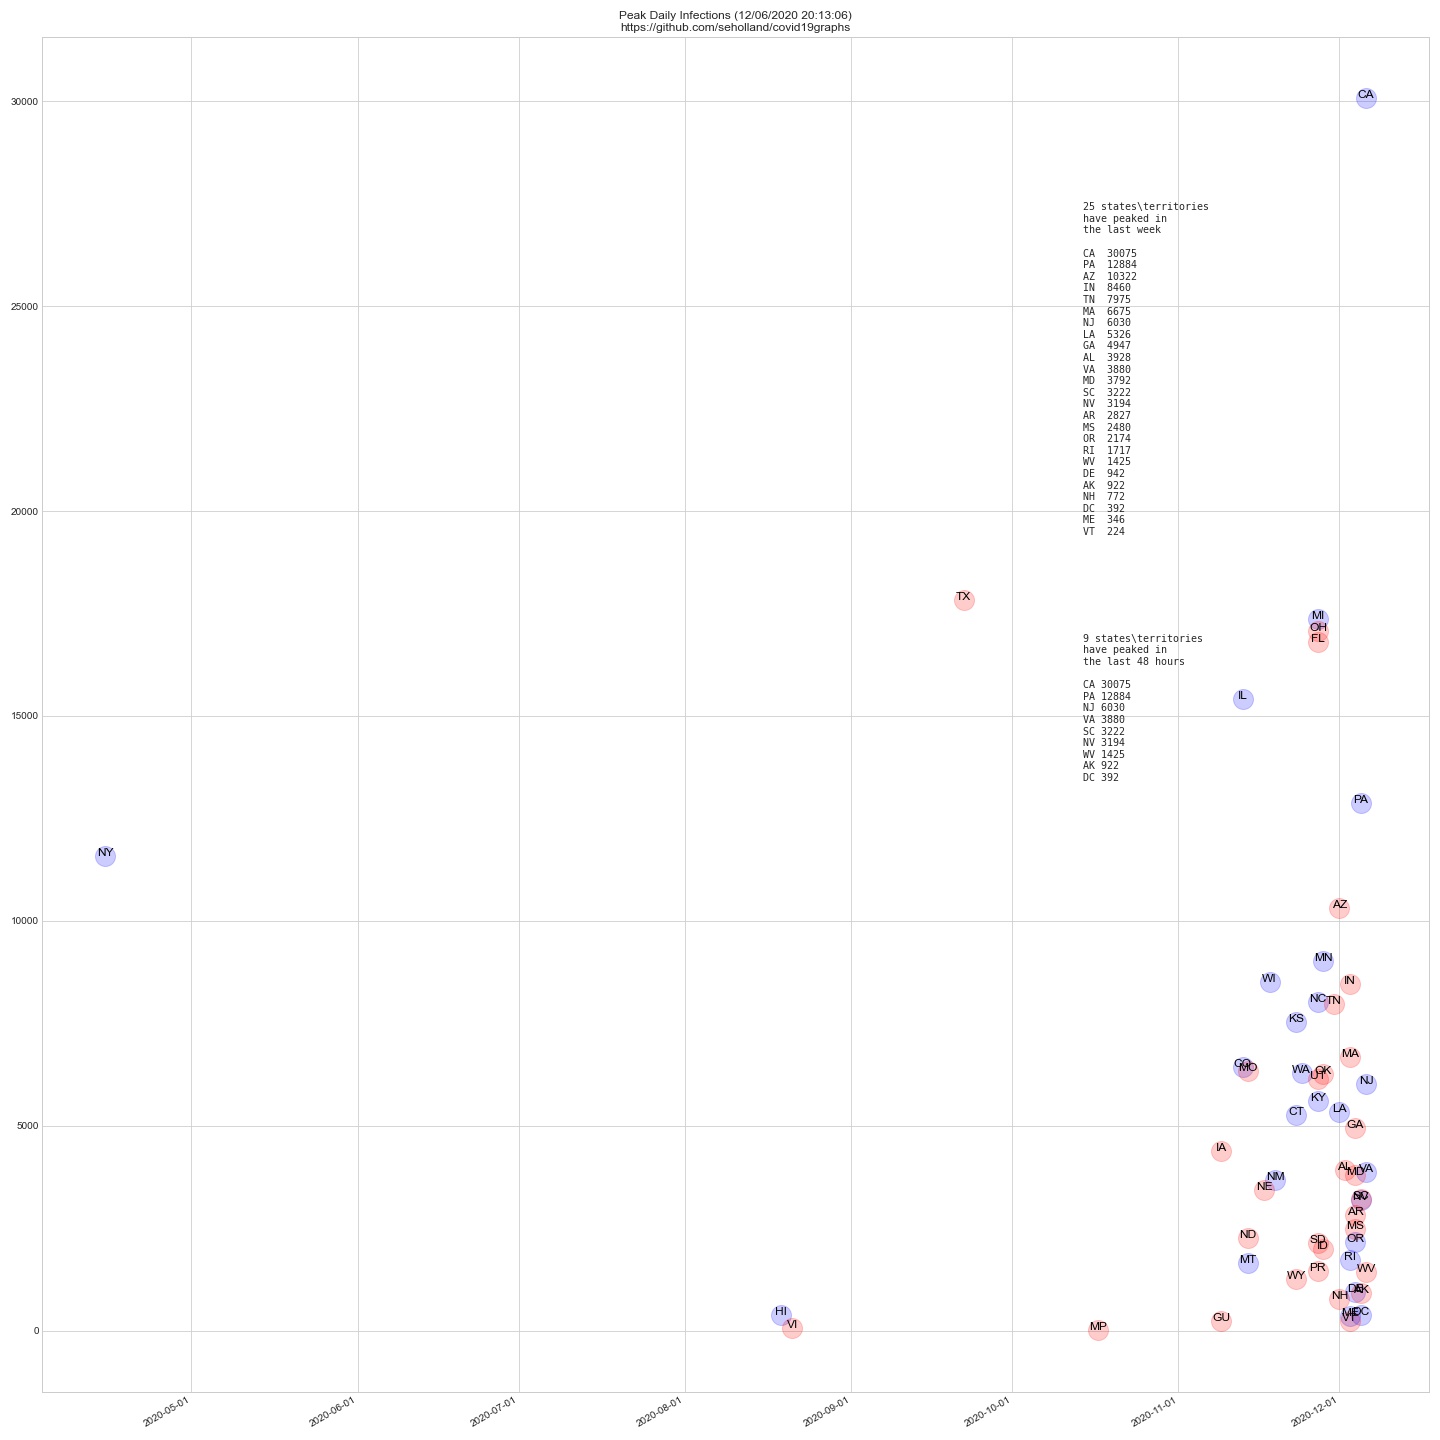 Peak Daily Infections (12/06/2020 20:13:06)
https://github.com/seholland/covid19graphs
30000
25000
20000
15000
10000
5000
0
CA
25 states\territories
have peaked in
the last week
CA  30075
PA  12884
AZ  10322
IN  8460
TN  7975
MA  6675
NJ  6030
LA  5326
GA  4947
AL  3928
VA  3880
MD  3792
SC  3222
NV  3194
AR  2827
MS  2480
OR  2174
RI  1717
WV  1425
DE  942
AK  922
NH  772
DC  392
ME  346
VT  224
TX
MI
OH
FL
9 states\territories
have peaked in
the last 48 hours
CA 30075
PA 12884
NJ 6030
VA 3880
SC 3222
NV 3194
WV 1425
AK 922
DC 392
IL
PA
NY
AZ
MN
WI
IN
NC
TN
KS
MA
CO
MO
WA
OK
UT
NJ
KY
LA
CT
GA
IA
AL
MD
VA
NM
NE
SC
NV
AR
MS
ND
SD
ID
OR
MT
RI
PR
WV
WY
DE
AK
NH
HI
VI
MP
GU
ME
DC
VT
2020-05-01
2020-06-01
2020-07-01
2020-08-01
2020-09-01
2020-10-01
2020-11-01
2020-12-01